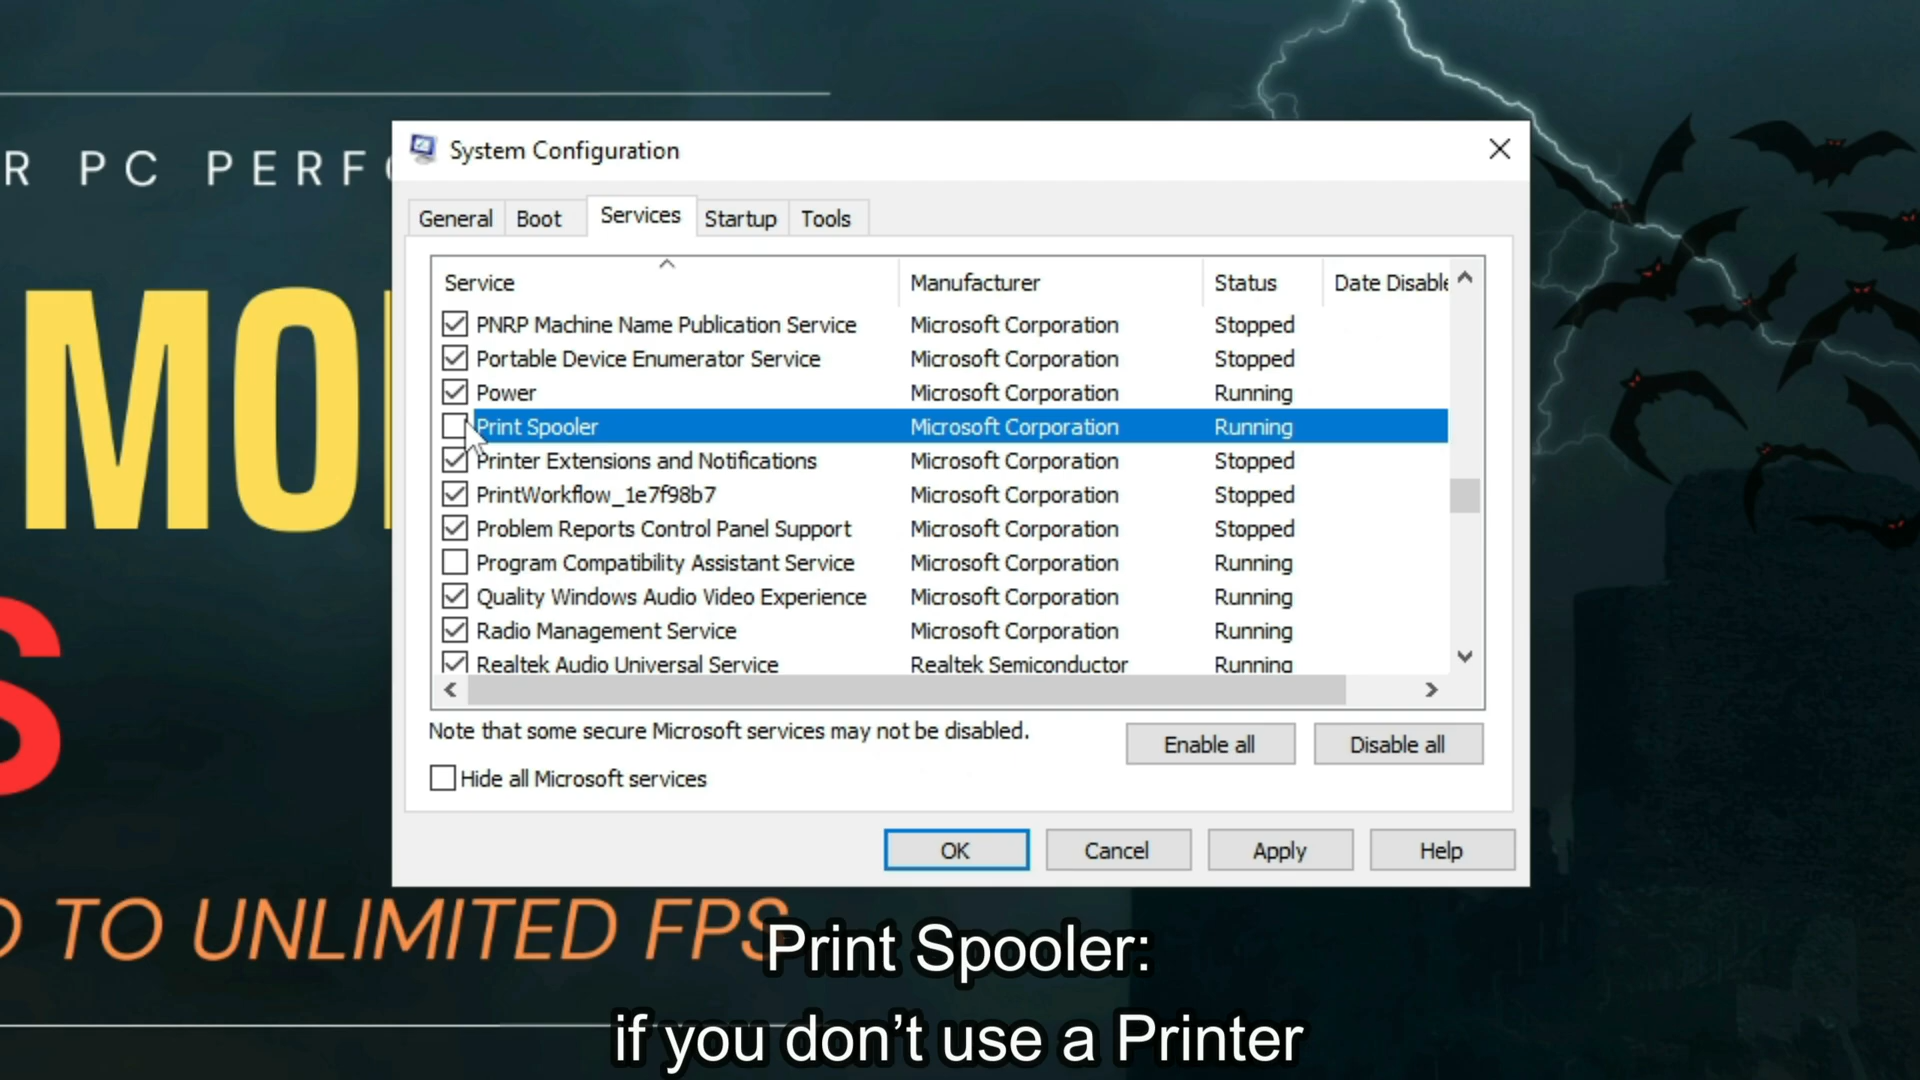 R PC PERF
MO
S
TO UNLIMITED FPS
System Configuration
General Boot Services Startup Tools
Service Manufacturer Status Date Disable
PNRP Machine Name Publication Service Microsoft Corporation Stopped
Portable Device Enumerator Service Microsoft Corporation Stopped
Power Microsoft Corporation Running
Print Spooler Microsoft Corporation Running
Printer Extensions and Notifications Microsoft Corporation Stopped
PrintWorkflow_1e7f98b7 Microsoft Corporation Stopped
Problem Reports Control Panel Support Microsoft Corporation Stopped
Program Compatibility Assistant Service Microsoft Corporation Running
Quality Windows Audio Video Experience Microsoft Corporation Running
Radio Management Service Microsoft Corporation Running
Realtek Audio Universal Service Realtek Semiconductor Running
Note that some secure Microsoft services may not be disabled.
Enable all Disable all
Hide all Microsoft services
OK Cancel Apply Help
Print Spooler:
if you don’t use a Printer